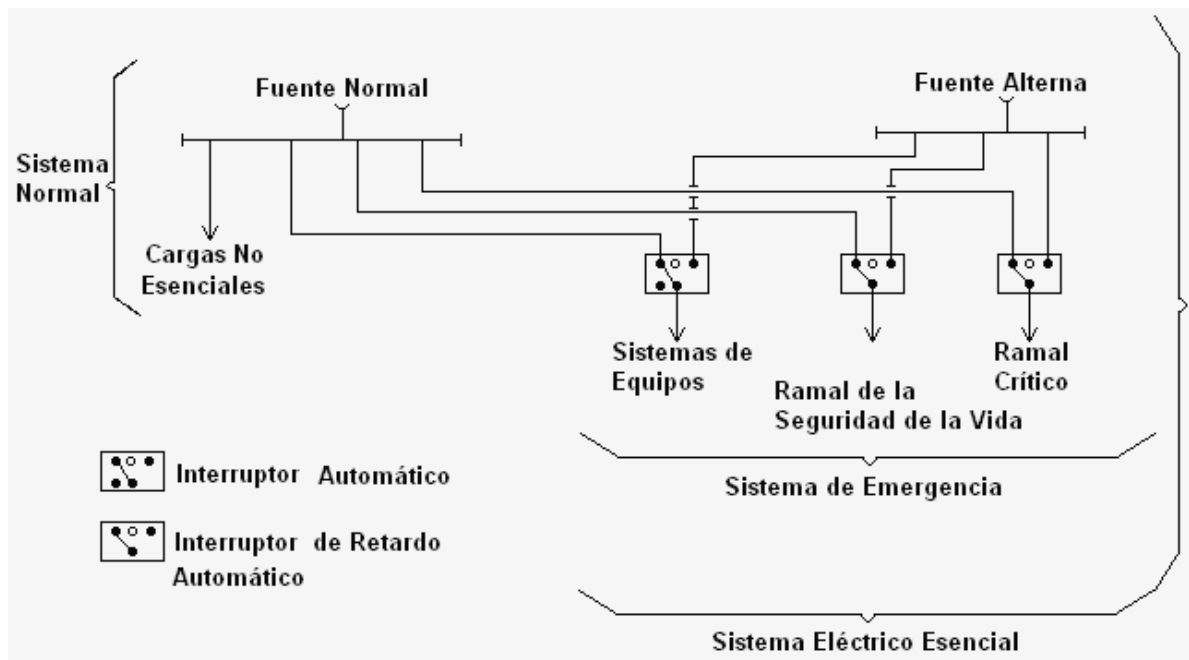 Fuente Normal
Fuente Alterna
Sistema
Normal
Cargas No
Esenciales
Sistemas de
Equipos
Ramal de la
Seguridad de la Vida
Ramal
Crítico
Interruptor Automático
Sistema de Emergencia
Interruptor de Retardo
Automático
Sistema Eléctrico Esencial